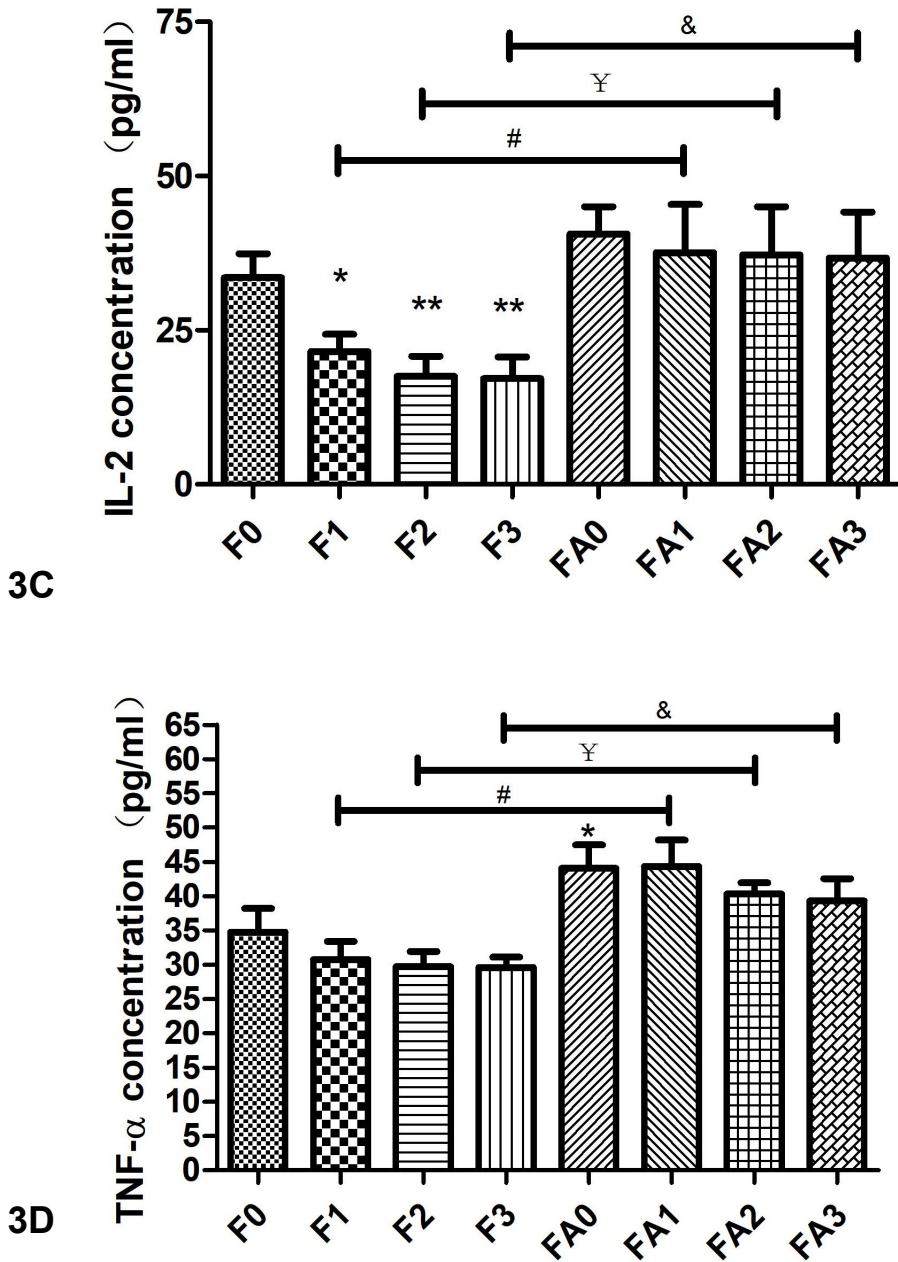 IL-2 concentration （pg/ml）
75
50
25
0
&
¥
#
*
**
**
F0
F1
F2
F3
FA0
FA1
FA2
FA3
3C
TNF-α concentration （pg/ml）
65
60
55
50
45
40
35
30
25
20
15
10
5
0
&
¥
#
*
F0
F1
F2
F3
FA0
FA1
FA2
FA3
3D